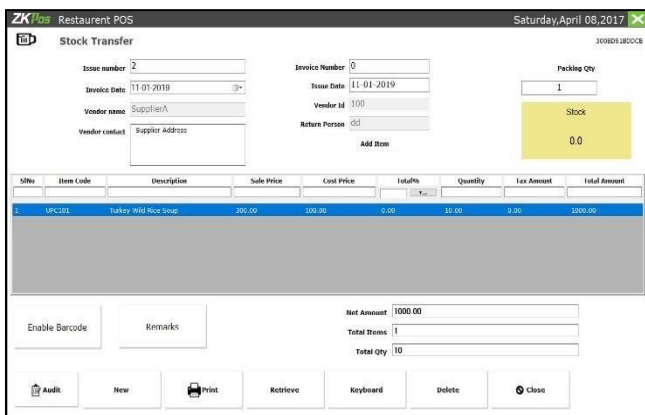 ZKPos Restaurent POS Saturday,April 08,2017
Stock Transfer
Issue number 2 Invoice Number 0 Packing Qty
Invoice Date 11-01-2019 Issue Date 11-01-2019 1
Vendor name SupplierA Vendor Id 100 Stock
Vendor contact Supplier Address Return Person dd
Add Item 0.0
SlNo Item Code Description Sale Price Cost Price Total% Quantity Tax Amount Total Amount
1 UPC101 Turkey Wild Rice Soup 200.00 100.00 0.00 10.00 0.00 1000.00
Net Amount 1000.00
Enable Barcode Remarks Total Items 1
Total Qty 10
Audit New Print Retrieve Keyboard Delete Close